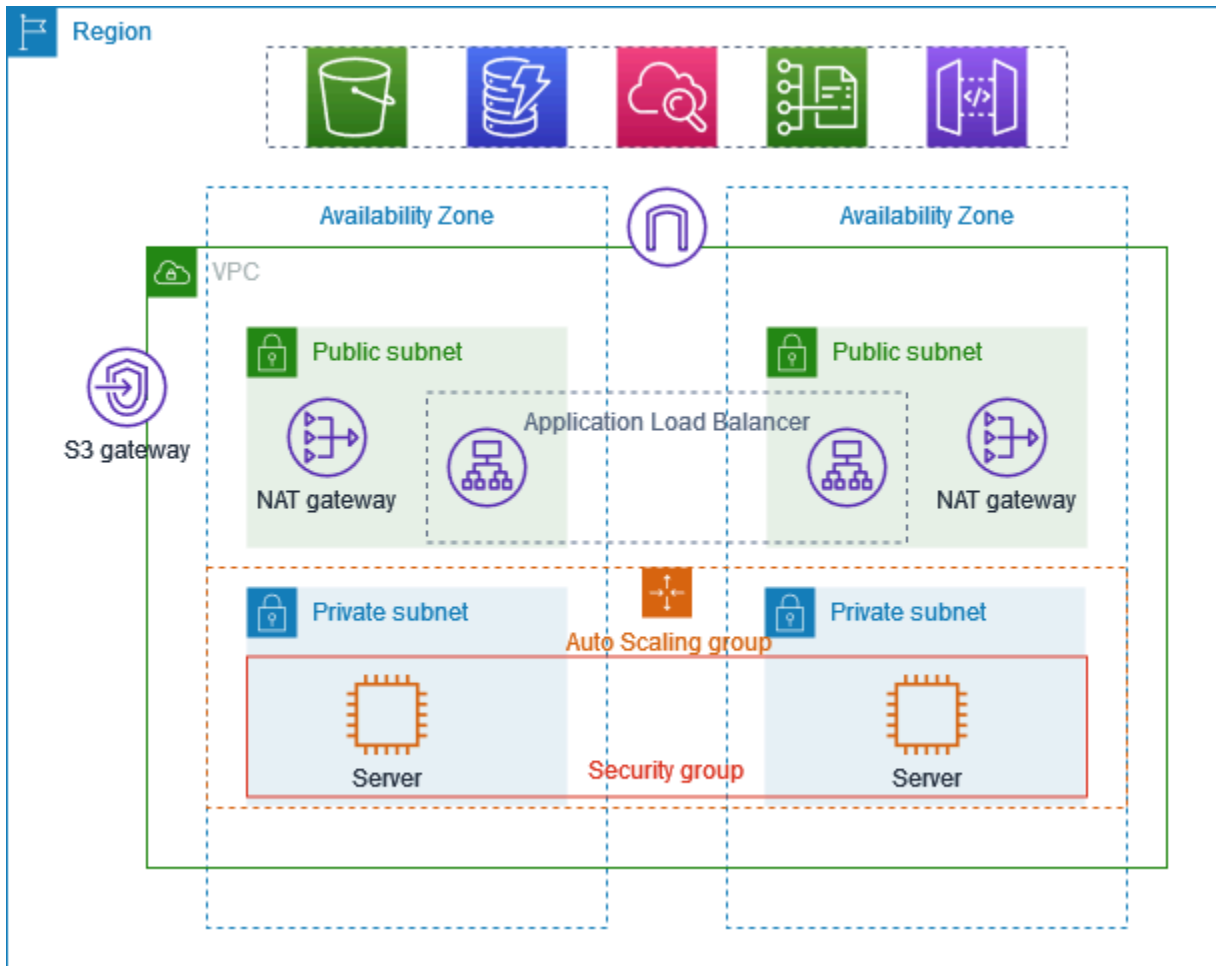 Region
Availability Zone
Availability Zone
VPC
Public subnet
Public subnet
Application Load Balancer
S3 gateway
NAT gateway
NAT gateway
Private subnet
Private subnet
Auto Scaling group
Security group
Server
Server